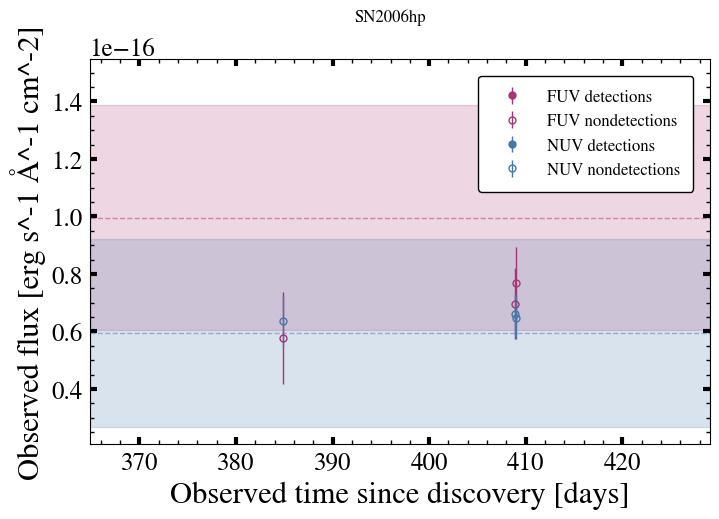 SN2006hp
1e−16
Observed flux [erg s^-1 Å^-1 cm^-2]
1.4
1.2
1.0
0.8
0.6
0.4
FUV detections
FUV nondetections
NUV detections
NUV nondetections
370 380 390 400 410 420
Observed time since discovery [days]